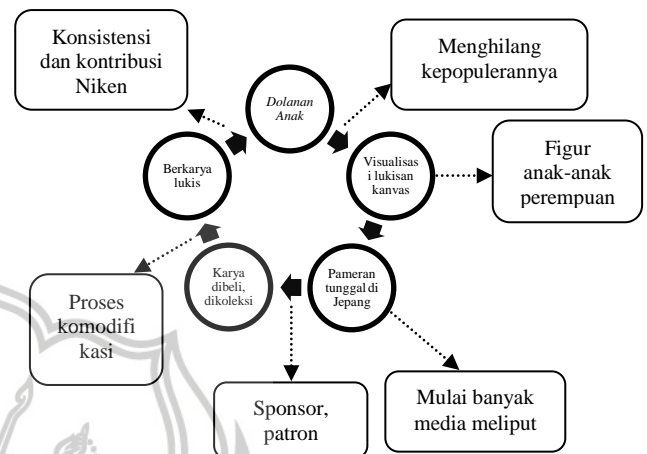 Konsistensi
dan kontribusi
Niken
Menghilang
kepopulerannya
Dolanan
Anak
Berkarya
lukis
Visualisas
i lukisan
kanvas
Figur
anak-anak
perempuan
Karya
dibeli,
dikoleksi
Pameran
tunggal di
Jepang
Proses
komodifi
kasi
Sponsor,
patron
Mulai banyak
media meliput